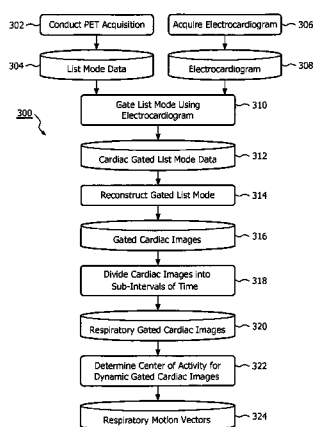 302
Conduct PET Acquisition
Acquire Electrocardiogram
306
304
List Mode Data
Electrocardiogram
308
300
Gate List Mode Using
Electrocardiogram
310
Cardiac Gated List Mode Data
312
Reconstruct Gated List Mode
314
Gated Cardiac Images
316
Divide Cardiac Images into
Sub-Intervals of Time
318
Respiratory Gated Cardiac Images
320
Determine Center of Activity for
Dynamic Gated Cardiac Images
322
Respiratory Motion Vectors
324